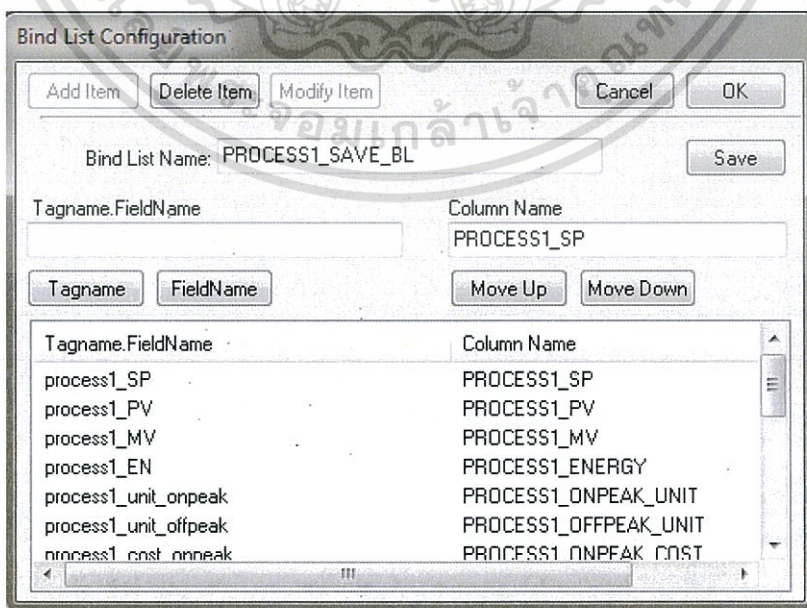 Bind List Configuration
Add Item Delete Item Modify Item Cancel OK
Bind List Name: PROCESS1_SAVE_BL Save
Tagname.FieldName Column Name
PROCESS1_SP
Tagname FieldName Move Up Move Down
Tagname.FieldName Column Name
process1_SP PROCESS1_SP
process1_PV PROCESS1_PV
process1_MV PROCESS1_MV
process1_EN PROCESS1_ENERGY
process1_unit_onpeak PROCESS1_ONPEAK_UNIT
process1_unit_offpeak PROCESS1_OFFPEAK_UNIT
process1_cost_onpeak PROCESS1_ONPEAK_COST